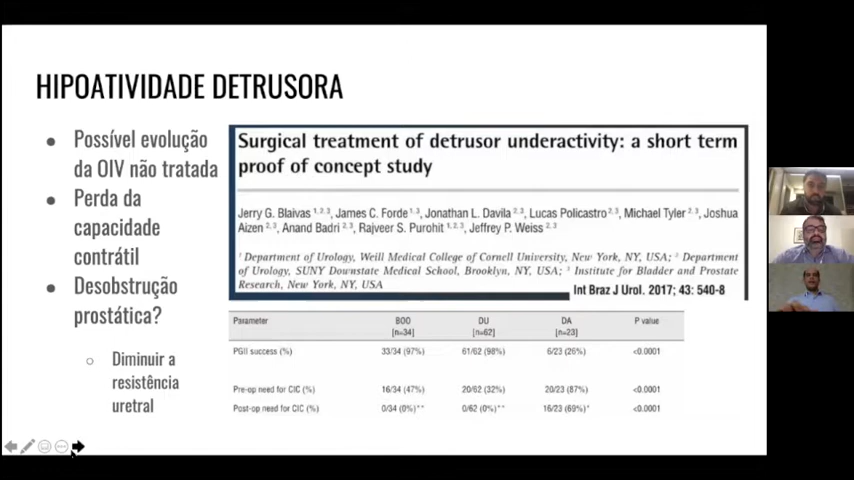 HIPOATIVIDADE DETRUSORA
● Possível evolução
da OIV não tratada
● Perda da
capacidade
contrátil
● Desobstrução
prostática?
○ Diminuir a
resistência
uretral
Surgical treatment of detrusor underactivity: a short term
proof of concept study
Jerry G. Blaivas 1,2,3, James C. Forde 1,3, Jonathan L. Davila 2,3, Lucas Policastro 2,3, Michael Tyler 2,3, Joshua
Aizen 2,3, Anand Badri 2,3, Rajveer S. Purohit 1,2,3, Jeffrey P. Weiss 2,3
1 Department of Urology, Weill Medical College of Cornell University, New York, NY, USA; 2 Department
of Urology, SUNY Downstate Medical School, Brooklyn, NY, USA; 3 Institute for Bladder and Prostate
Research, New York, NY, USA
Int Braz J Urol. 2017; 43: 540-8
Parameter BOO DU DA P value
[n=34] [n=62] [n=23]
PGII success (%) 33/34 (97%) 61/62 (98%) 6/23 (26%) <0.0001
Pre-op need for CIC (%) 16/34 (47%) 20/62 (32%) 20/23 (87%) <0.0001
Post-op need for CIC (%) 0/34 (0%)** 0/62 (0%)** 16/23 (69%)* <0.0001